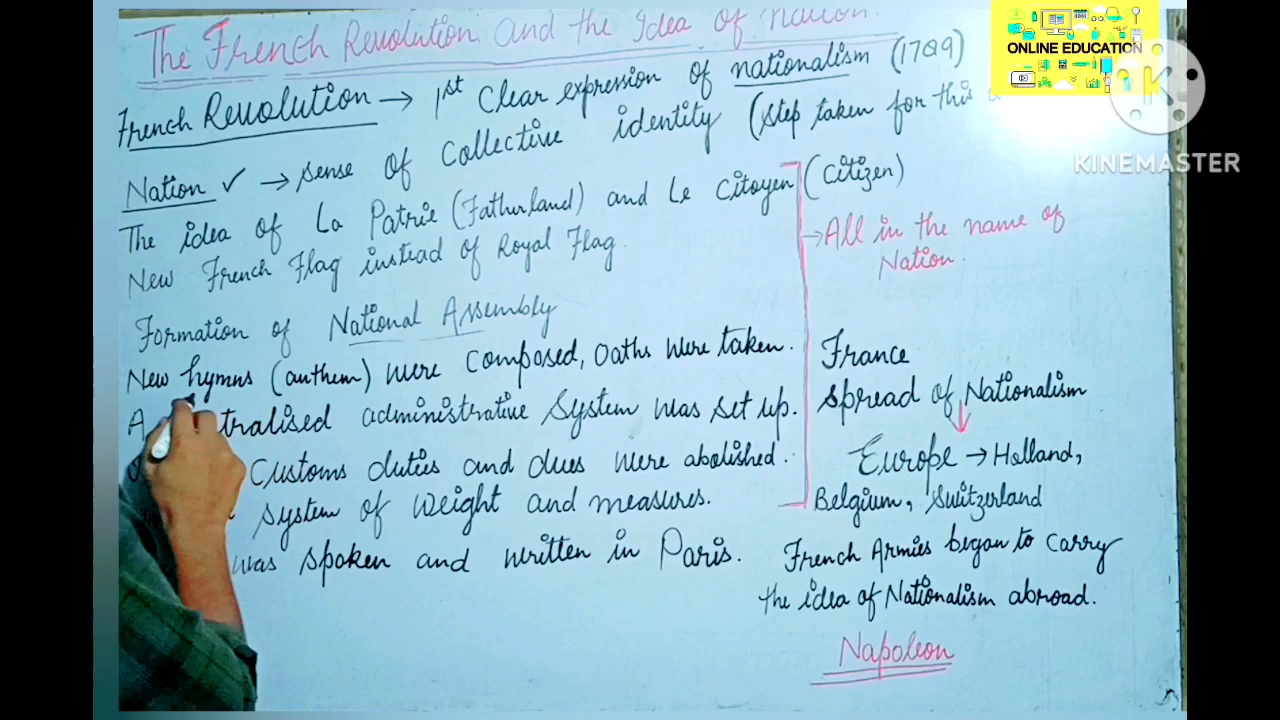 The French Revolution and the Idea of Nation.
French Revolution → 1st Clear expression of nationalism (1789)
Nation ✓ → sense of Collective identity (step taken for this
The idea of La Patrie (Fatherland) and Le Citoyen (Citizen)
New French Flag instead of Royal Flag.
Formation of National Assembly
New hymns (anthem) were Composed, Oaths were taken.
A tralised administrative System was set up.
Customs duties and dues were abolished.
System of weight and measures.
was spoken and written in Paris.
→ All in the name of
Nation.
France
Spread of Nationalism
Europe → Holland,
Belgium, Switzerland
French Armies began to carry
the idea of Nationalism abroad.
Napoleon
ONLINE EDUCATION
KINEMASTER